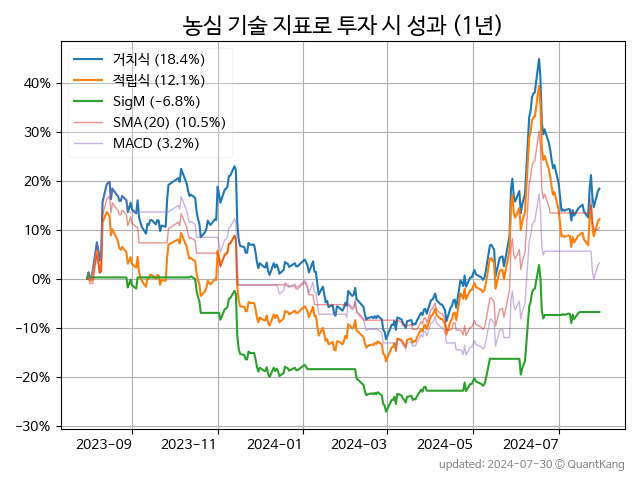 농심 기술 지표로 투자 시 성과 (1년)
거치식 (18.4%)
적립식 (12.1%)
SigM (-6.8%)
SMA(20) (10.5%)
MACD (3.2%)
40%
30%
20%
10%
0%
-10%
-20%
-30%
2023-09 2023-11 2024-01 2024-03 2024-05 2024-07
updated: 2024-07-30 © QuantKang